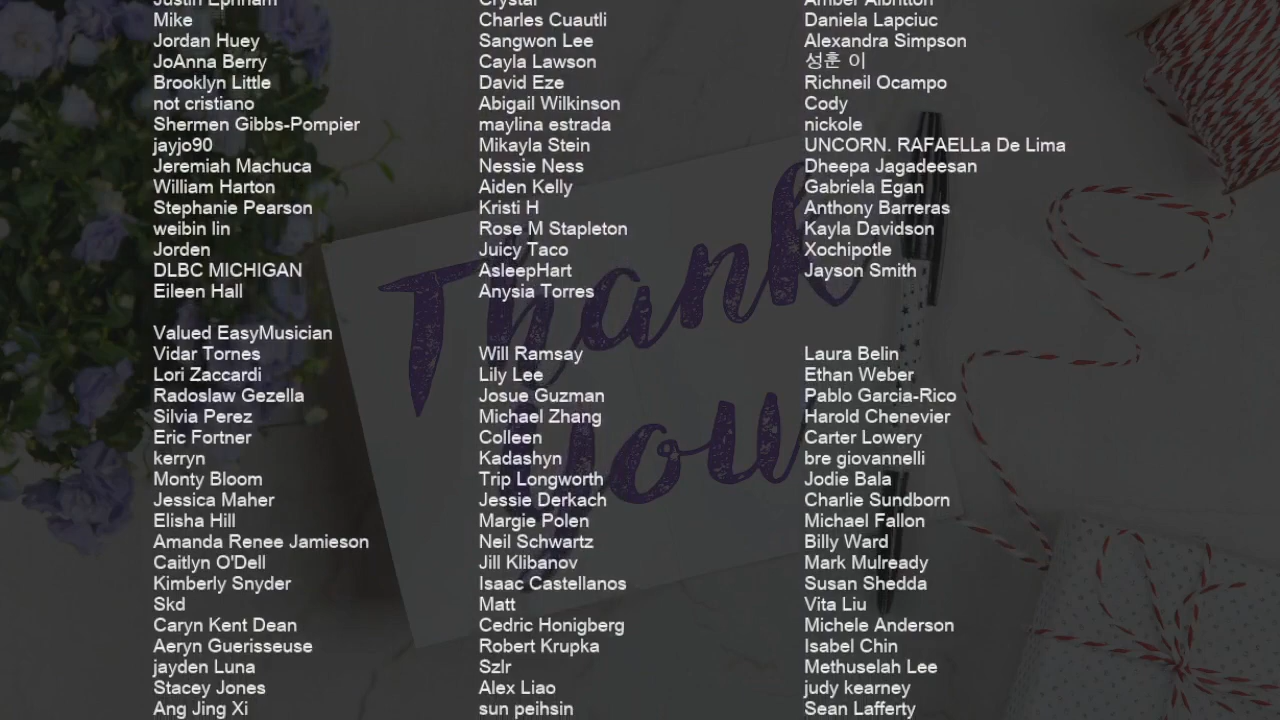 Justin Ephriam
Crystal
Amber Albritton
Mike
Charles Cuautli
Daniela Lapciuc
Jordan Huey
Sangwon Lee
Alexandra Simpson
JoAnna Berry
Cayla Lawson
성훈 이
Brooklyn Little
David Eze
Richneil Ocampo
not cristiano
Abigail Wilkinson
Cody
Shermen Gibbs-Pompier
maylina estrada
nickole
jayjo90
Mikayla Stein
UNCORN. RAFAELLa De Lima
Jeremiah Machuca
Nessie Ness
Dheepa Jagadeesan
William Harton
Aiden Kelly
Gabriela Egan
Stephanie Pearson
Kristi H
Anthony Barreras
weibin lin
Rose M Stapleton
Kayla Davidson
Jorden
Juicy Taco
Xochipotle
DLBC MICHIGAN
AsleepHart
Jayson Smith
Eileen Hall
Anysia Torres
Thank
you
Valued EasyMusician
Vidar Tornes
Will Ramsay
Laura Belin
Lori Zaccardi
Lily Lee
Ethan Weber
Radoslaw Gezella
Josue Guzman
Pablo Garcia-Rico
Silvia Perez
Michael Zhang
Harold Chenevier
Eric Fortner
Colleen
Carter Lowery
kerryn
Kadashyn
bre giovannelli
Monty Bloom
Trip Longworth
Jodie Bala
Jessica Maher
Jessie Derkach
Charlie Sundborn
Elisha Hill
Margie Polen
Michael Fallon
Amanda Renee Jamieson
Neil Schwartz
Billy Ward
Caitlyn O'Dell
Jill Klibanov
Mark Mulready
Kimberly Snyder
Isaac Castellanos
Susan Shedda
Skd
Matt
Vita Liu
Caryn Kent Dean
Cedric Honigberg
Michele Anderson
Aeryn Guerisseuse
Robert Krupka
Isabel Chin
jayden Luna
Szlr
Methuselah Lee
Stacey Jones
Alex Liao
judy kearney
Ang Jing Xi
sun peihsin
Sean Lafferty